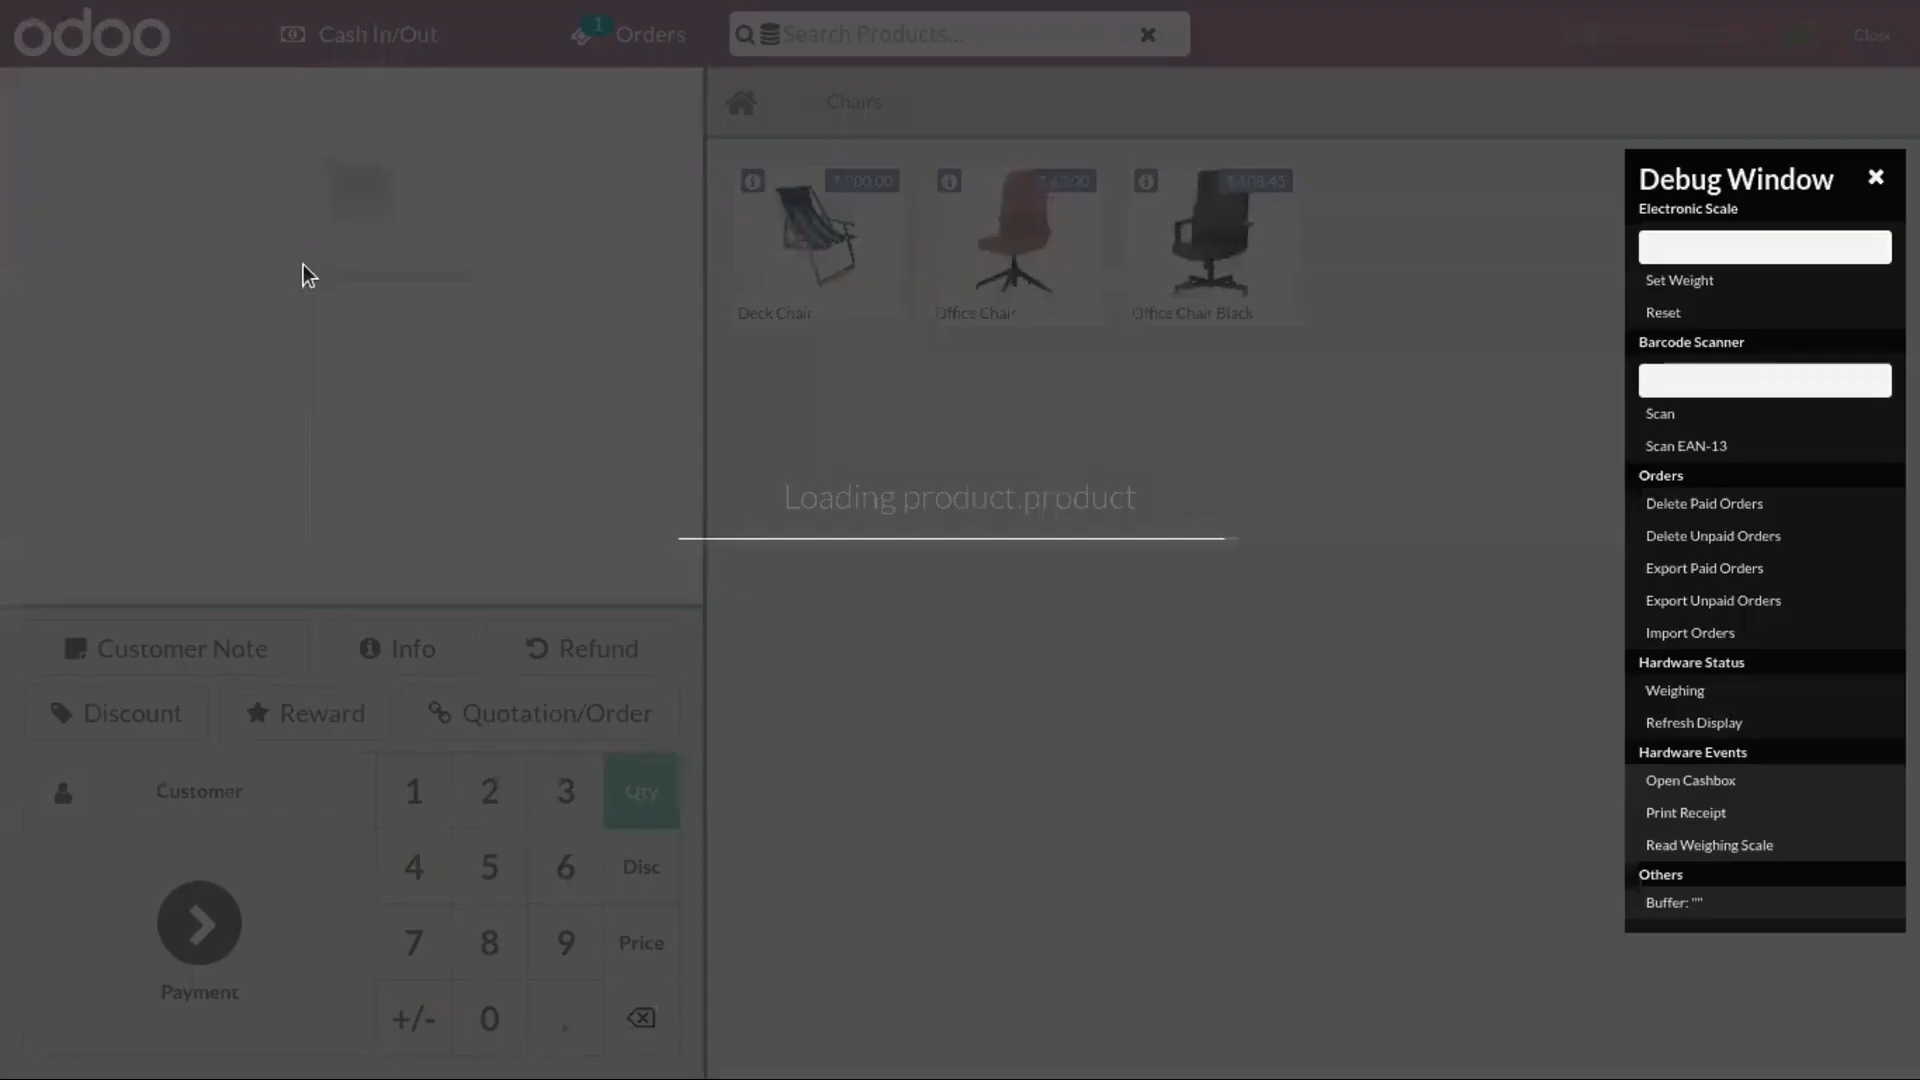 odoo
Cash In/Out
1
Orders
Search Products...
Close
Chairs
Deck Chair
Office Chair
108.45
Office Chair Black
Loading product.product
Customer Note
Info
Refund
Discount
Reward
Quotation/Order
Customer
1 2 3 Qty
4 5 6 Disc
7 8 9 Price
+/- 0 .
Payment
Debug Window
Electronic Scale
Set Weight
Reset
Barcode Scanner
Scan
Scan EAN-13
Orders
Delete Paid Orders
Delete Unpaid Orders
Export Paid Orders
Export Unpaid Orders
Import Orders
Hardware Status
Weighing
Refresh Display
Hardware Events
Open Cashbox
Print Receipt
Read Weighing Scale
Others
Buffer: ""